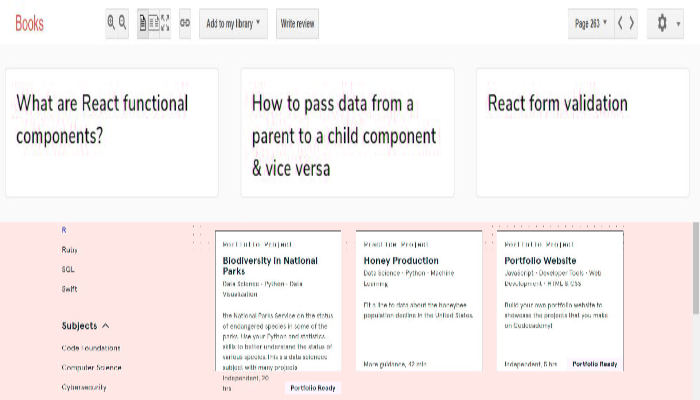 Books
Add to my library
Write review
Page 263
What are React functional
components?
How to pass data from a
parent to a child component
& vice versa
React form validation
R
Ruby
SQL
Swift
Subjects
Code Foundations
Computer Science
Cybersecurity
Portfolio Project
Biodiversity in National
Parks
Data Science • Python • Data
Visualization
the National Parks Service on the status
of endangered species in some of the
parks. Use your Python and statistics
skills to better understand the status of
various species. This is a data science
subject with many projects
Independent, 20
hrs
Portfolio Ready
Practice Project
Honey Production
Data Science • Python • Machine
Learning
Fit a line to data about the honeybee
population decline in the United States.
More guidance, 42 min
Portfolio Project
Portfolio Website
JavaScript • Developer Tools • Web
Development • HTML & CSS
Build your own portfolio website to
showcase the projects that you make
on Codecademy!
Independent, 6 hrs
Portfolio Ready